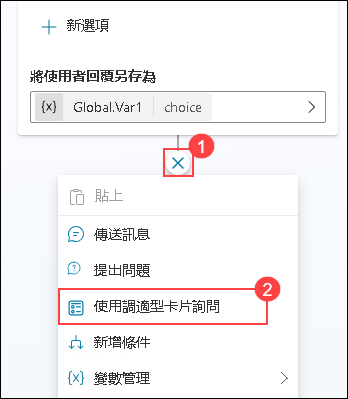 新選項
將使用者回覆另存為
{x} Global.Var1 choice
1
貼上
傳送訊息
提出問題
2
使用調適型卡片詢問
新增條件
{x} 變數管理